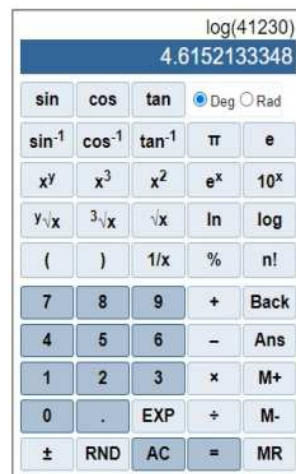 log(41230)
4.6152133348
sin cos tan Deg Rad
sin⁻¹ cos⁻¹ tan⁻¹ π e
xʸ x³ x² eˣ 10ˣ
ʸ√x ³√x √x ln log
( ) 1/x % n!
7 8 9 + Back
4 5 6 – Ans
1 2 3 × M+
0 . EXP ÷ M-
± RND AC = MR